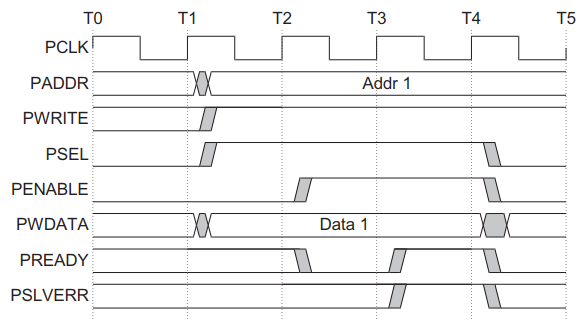 T0 T1 T2 T3 T4 T5
PCLK
PADDR Addr 1
PWRITE
PSEL
PENABLE
PWDATA Data 1
PREADY
PSLVERR